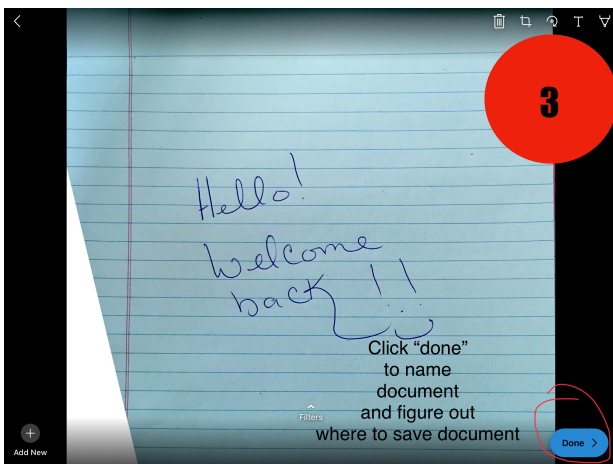 3
Hello!
Welcome
back !!
Click “done”
to name
document
and figure out
where to save document
Filters
Add New
Done